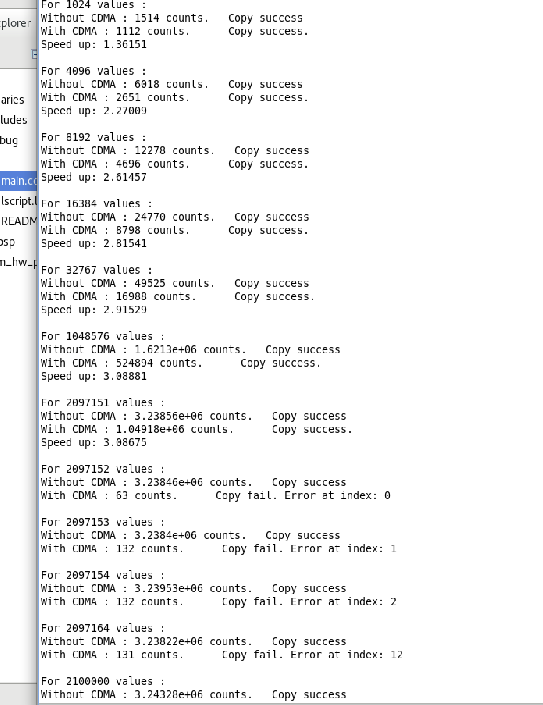 For 1024 values :
xplorer
Without CDMA : 1514 counts. Copy success
With CDMA : 1112 counts. Copy success.
Speed up: 1.36151
For 4096 values :
Without CDMA : 6018 counts. Copy success
With CDMA : 2651 counts. Copy success.
aries
Speed up: 2.27009
ludes
For 8192 values :
bug
Without CDMA : 12278 counts. Copy success
With CDMA : 4696 counts. Copy success.
main.cc
Speed up: 2.61457
lscript.l
For 16384 values :
READM
Without CDMA : 24770 counts. Copy success
With CDMA : 8798 counts. Copy success.
osp
Speed up: 2.81541
m_hw_p
For 32767 values :
Without CDMA : 49525 counts. Copy success
With CDMA : 16988 counts. Copy success.
Speed up: 2.91529
For 1048576 values :
Without CDMA : 1.6213e+06 counts. Copy success
With CDMA : 524894 counts. Copy success.
Speed up: 3.08881
For 2097151 values :
Without CDMA : 3.23856e+06 counts. Copy success
With CDMA : 1.04918e+06 counts. Copy success.
Speed up: 3.08675
For 2097152 values :
Without CDMA : 3.23846e+06 counts. Copy success
With CDMA : 63 counts. Copy fail. Error at index: 0
For 2097153 values :
Without CDMA : 3.2384e+06 counts. Copy success
With CDMA : 132 counts. Copy fail. Error at index: 1
For 2097154 values :
Without CDMA : 3.23953e+06 counts. Copy success
With CDMA : 132 counts. Copy fail. Error at index: 2
For 2097164 values :
Without CDMA : 3.23822e+06 counts. Copy success
With CDMA : 131 counts. Copy fail. Error at index: 12
For 2100000 values :
Without CDMA : 3.24328e+06 counts. Copy success